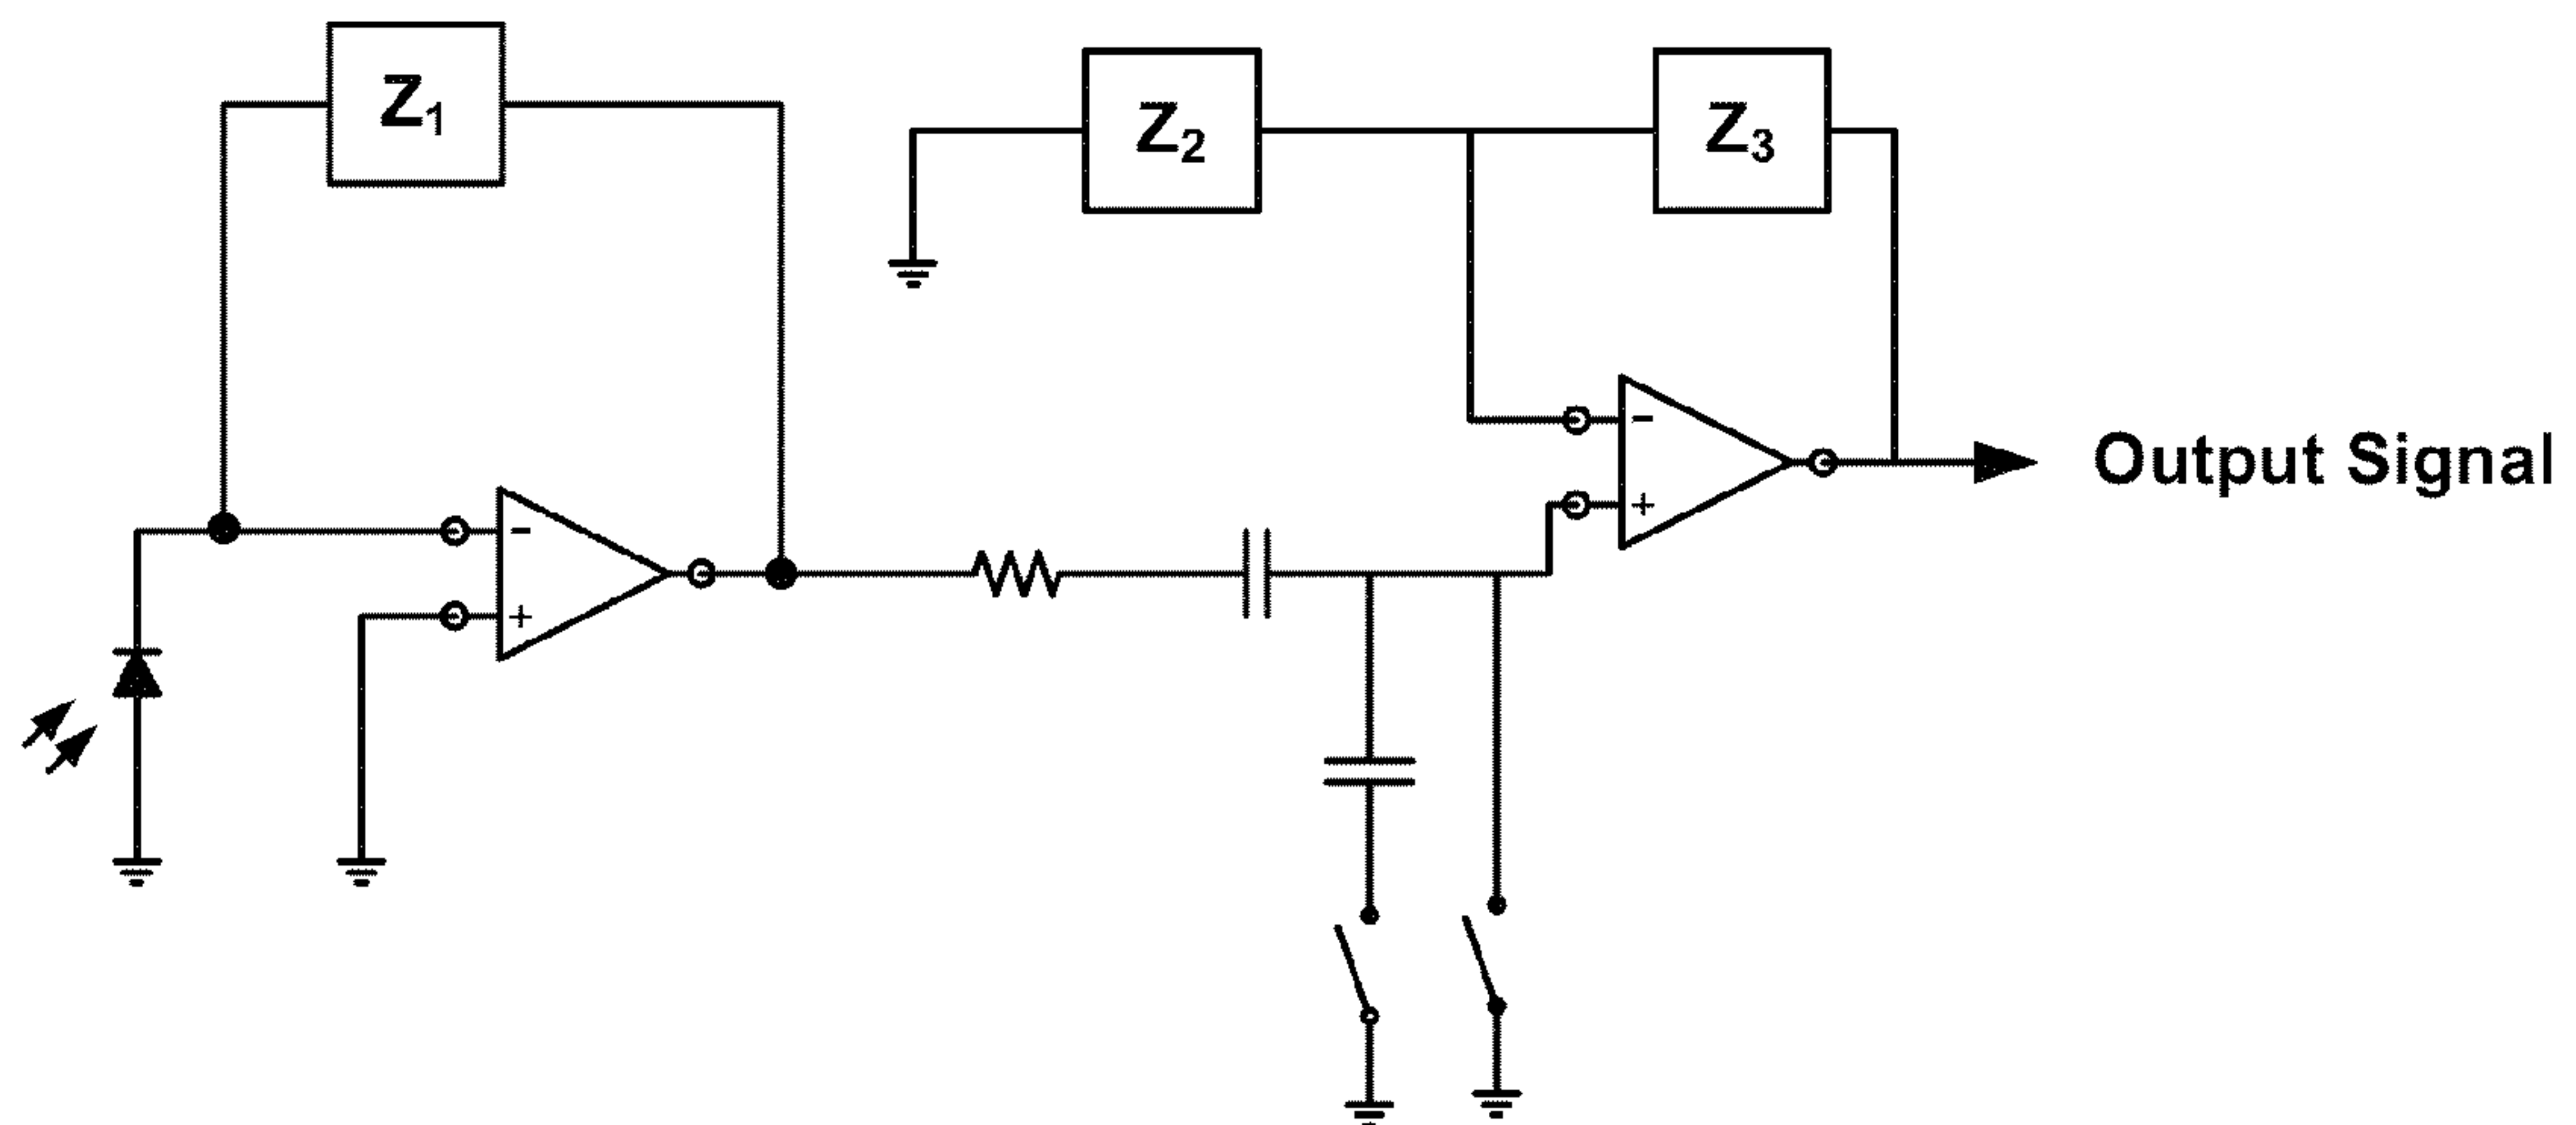 Z1
Z2
Z3
-
+
-
+
Output Signal